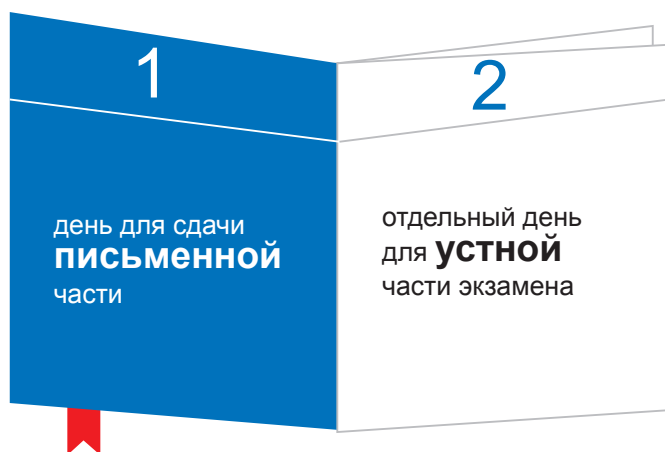 1
день для сдачи
письменной
части
2
отдельный день
для устной
части экзамена